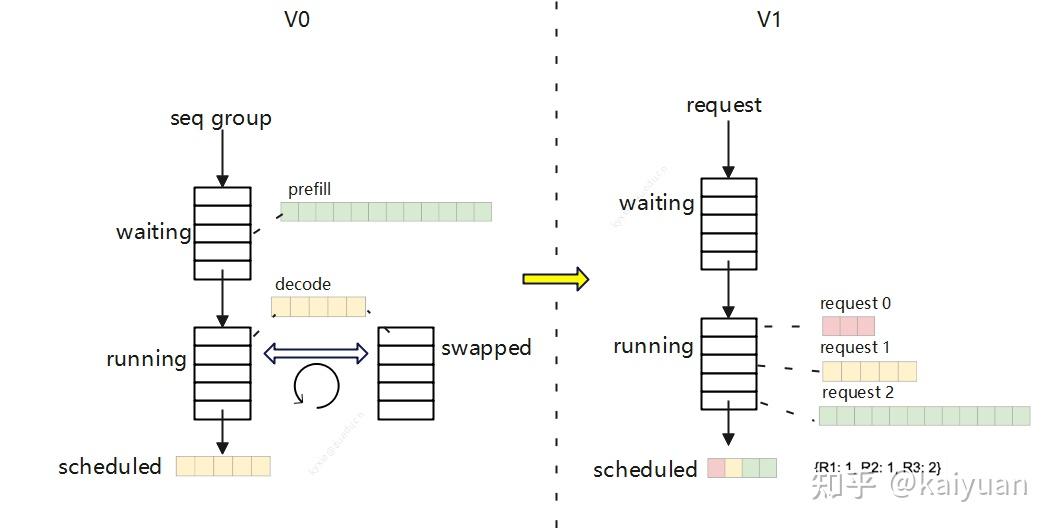 V0
seq group
waiting
prefill
decode
running
swapped
scheduled
V1
request
waiting
running
request 0
request 1
request 2
scheduled
{R1: 1, R2: 1, R3: 2}
知乎 @kaiyuan